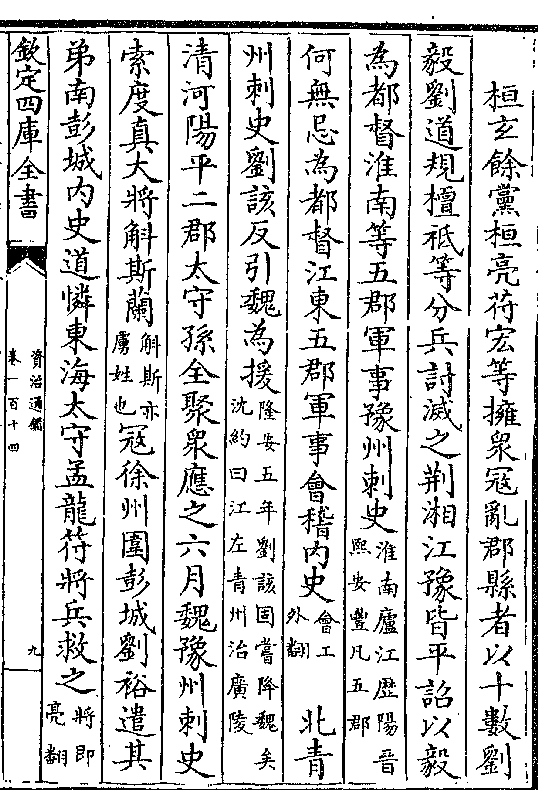 桓玄餘黨桓亮苻宏等擁衆寇亂郡縣者以十數劉
毅劉道規檀祗等分兵討滅之荆湘江豫皆平詔以毅
為都督淮南等五郡軍事豫州刺史淮南廬江歴陽晉熙安豐凡五郡
何無忌為都督江東五郡軍事會稽内史會工外翻 北青
州刺史劉該反引魏為援隆安五年劉該固嘗降魏矣沈約曰江左青州治廣陵
清河陽平二郡太守孫全聚衆應之六月魏豫州刺史
索度真大將斛斯蘭斛斯亦虜姓也寇徐州圍彭城劉裕遣其
弟南彭城内史道憐東海太守孟龍符將兵救之將即亮翻
欽定四庫全書
資治通鑑
卷一百十四
九